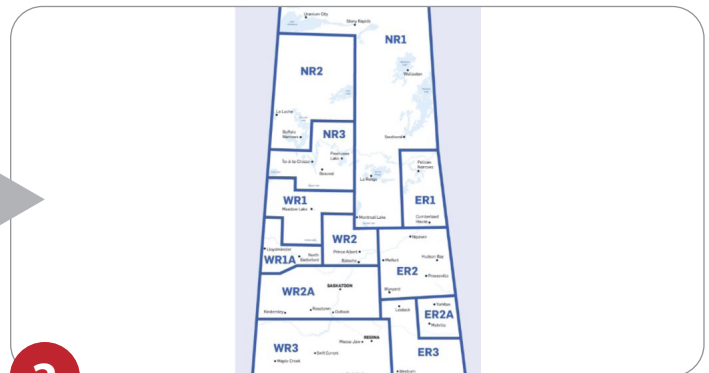 Uranium City
Stony Rapids
NR1
NR2
Wollaston
La Loche
Buffalo
Narrows
NR3
Southend
Patuanak
Île-à-la-Crosse
Beauval
La Ronge
Pelican
Narrows
WR1
Meadow Lake
ER1
Cumberland
House
Montreal Lake
WR2
Nipawin
Lloydminster
WR1A
North
Battleford
Prince Albert
Batoche
Melfort
Hudson Bay
ER2
Preeceville
WR2A
SASKATOON
Wynyard
Kindersley
Rosetown
Outlook
Leross
Yorkton
ER2A
Melville
WR3
Moose Jaw
REGINA
Swift Current
Maple Creek
ER3
Weyburn